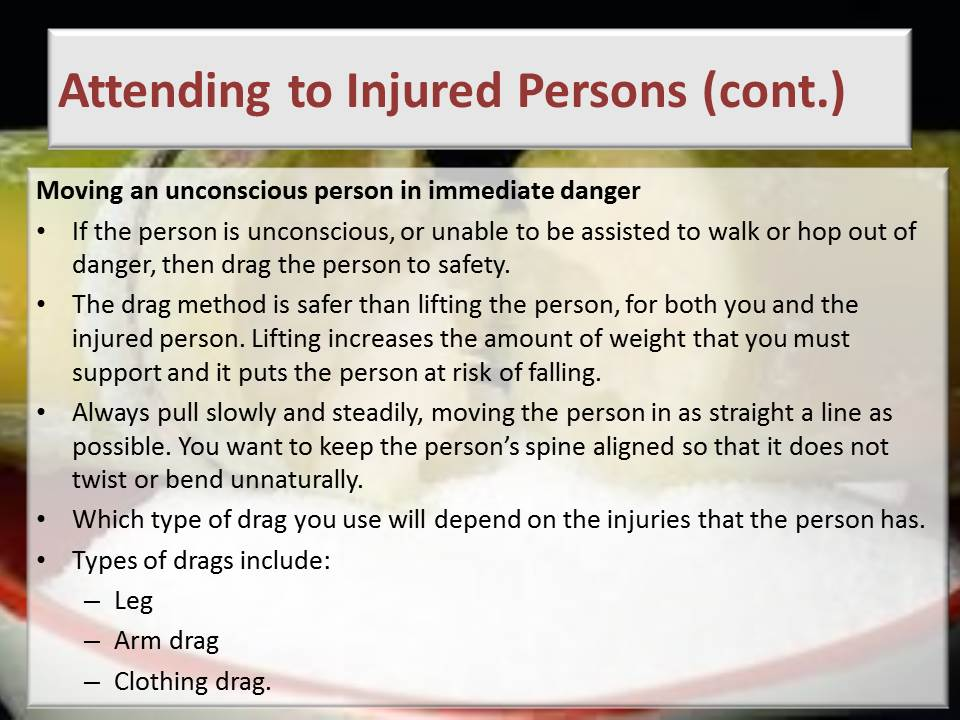 Attending to Injured Persons (cont.)
Moving an unconscious person in immediate danger
• If the person is unconscious, or unable to be assisted to walk or hop out of
danger, then drag the person to safety.
• The drag method is safer than lifting the person, for both you and the
injured person. Lifting increases the amount of weight that you must
support and it puts the person at risk of falling.
• Always pull slowly and steadily, moving the person in as straight a line as
possible. You want to keep the person’s spine aligned so that it does not
twist or bend unnaturally.
• Which type of drag you use will depend on the injuries that the person has.
• Types of drags include:
– Leg
– Arm drag
– Clothing drag.